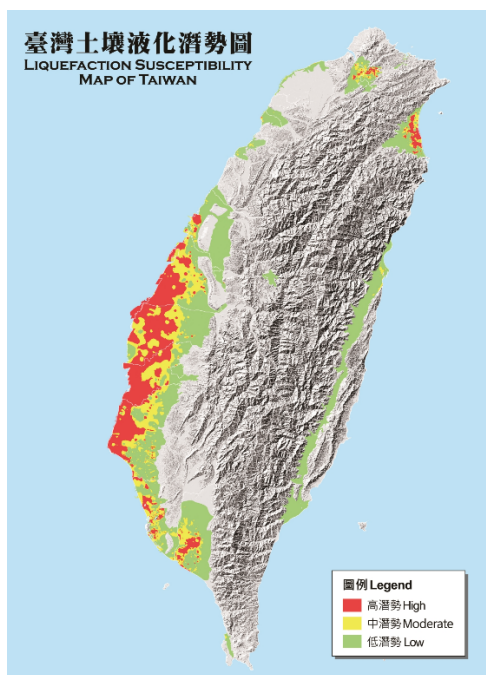 臺灣土壤液化潛勢圖
LIQUEFACTION SUSCEPTIBILITY
MAP OF TAIWAN
圖例 Legend
高潛勢 High
中潛勢 Moderate
低潛勢 Low